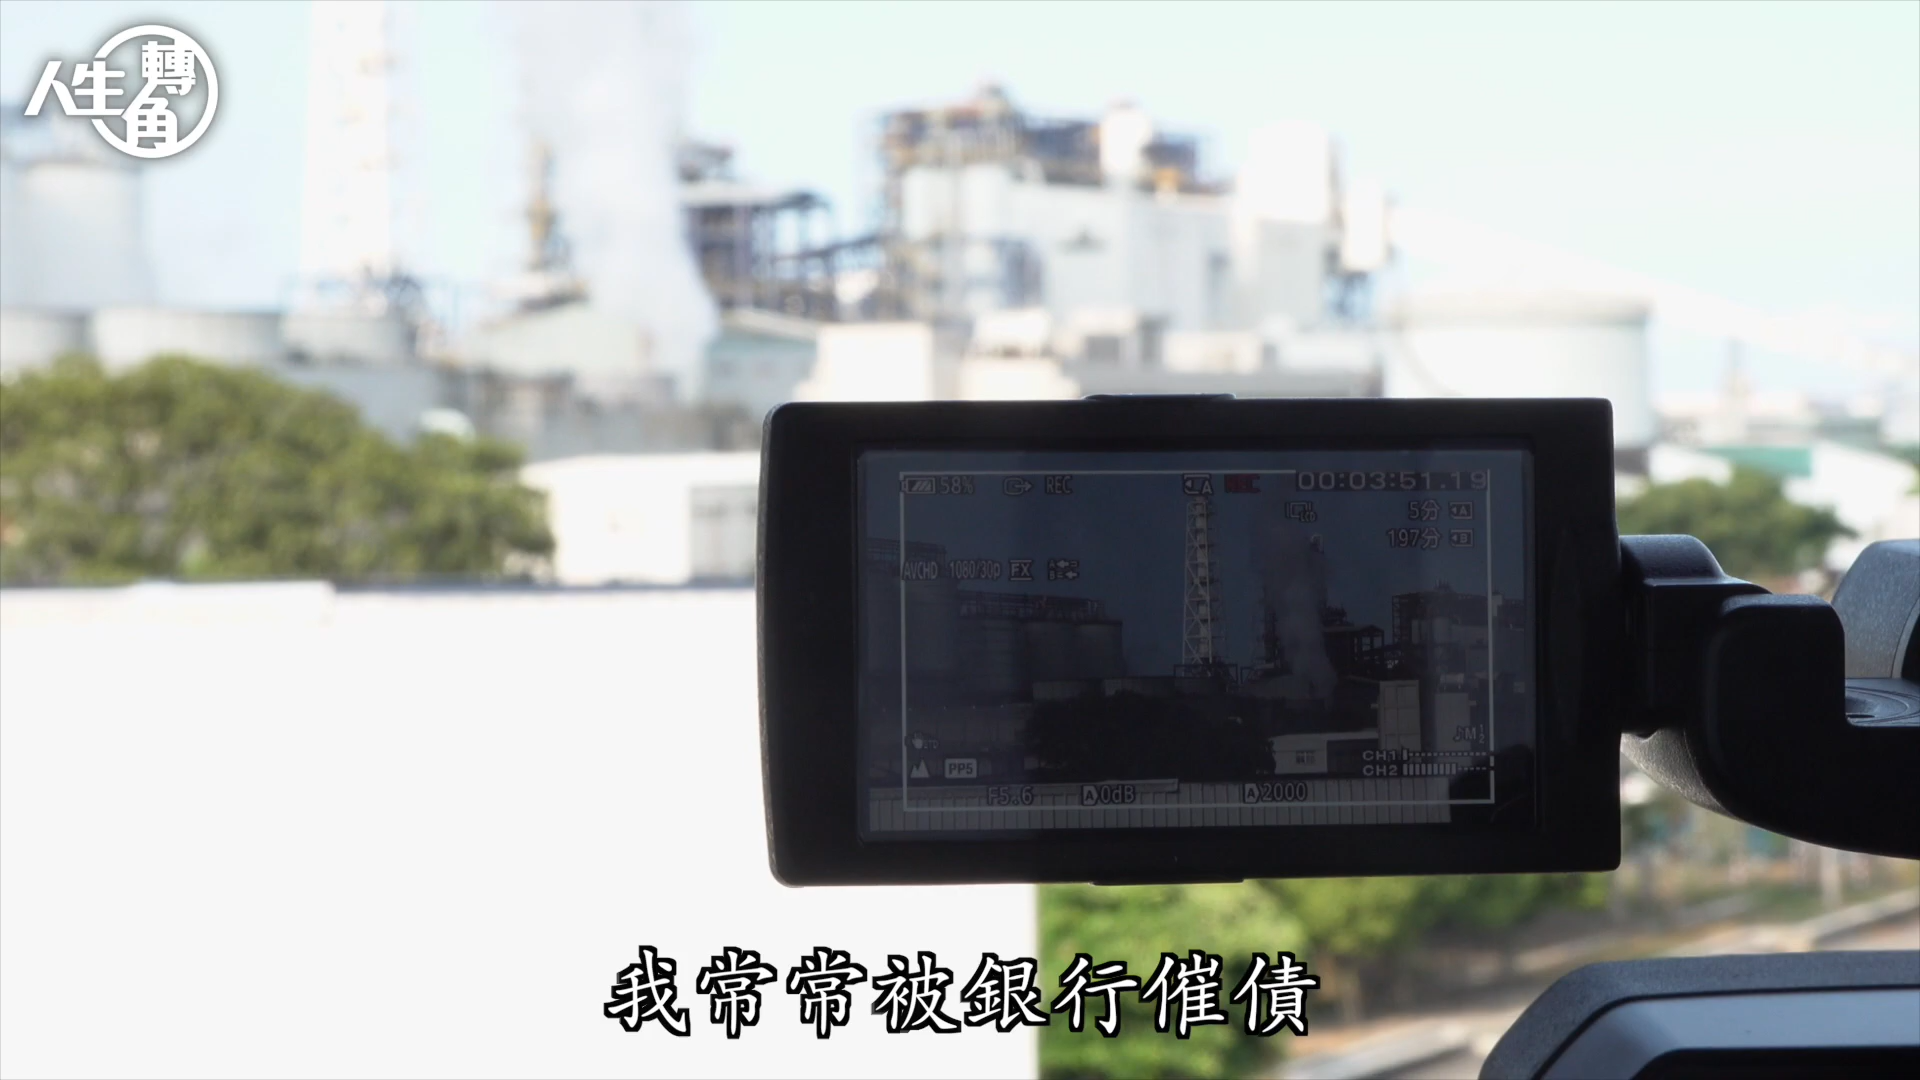 人生轉角
58% REC A REC 00:03:51.19
5分 A
197分 B
AVCHD 1080/30p FX
PP5
CH1
CH2
F5.6 A 0dB A 2000
我常常被銀行催債